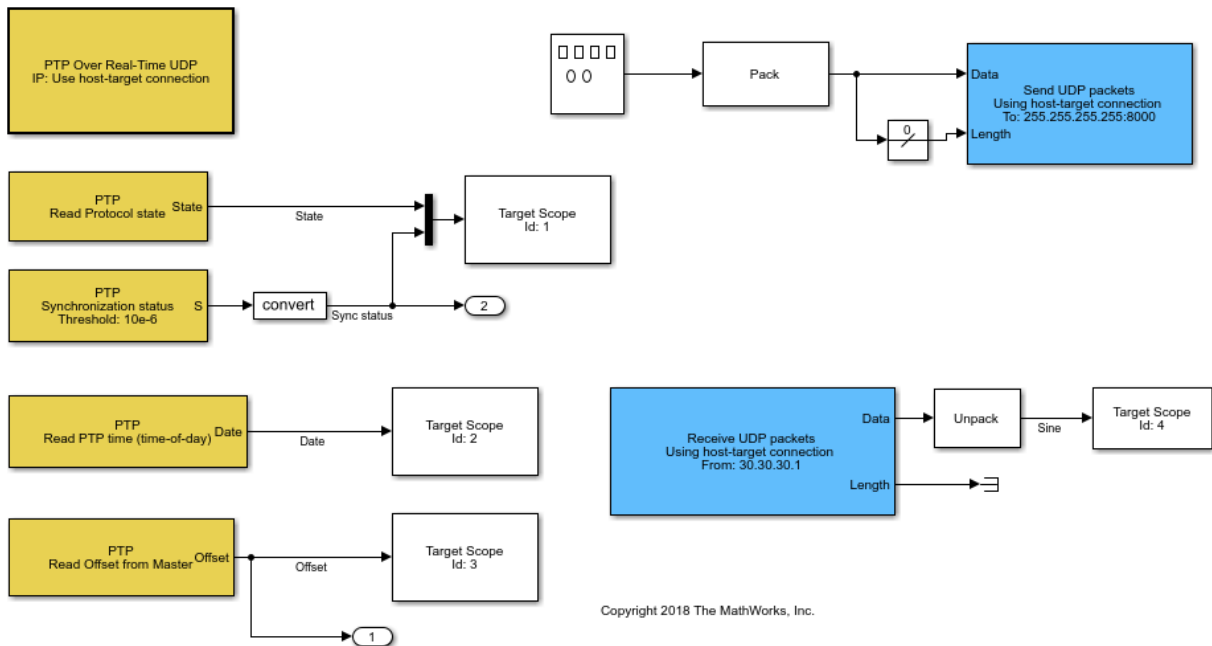 PTP Over Real-Time UDP
IP: Use host-target connection
Pack
Data
Send UDP packets
Using host-target connection
To: 255.255.255.255:8000
Length
0
PTP
Read Protocol state
State
State
Target Scope
Id: 1
PTP
Synchronization status
Threshold: 10e-6
S
convert
Sync status
2
PTP
Read PTP time (time-of-day)
Date
Date
Target Scope
Id: 2
Receive UDP packets
Using host-target connection
From: 30.30.30.1
Data
Length
Unpack
Sine
Target Scope
Id: 4
PTP
Read Offset from Master
Offset
Offset
Target Scope
Id: 3
1
Copyright 2018 The MathWorks, Inc.